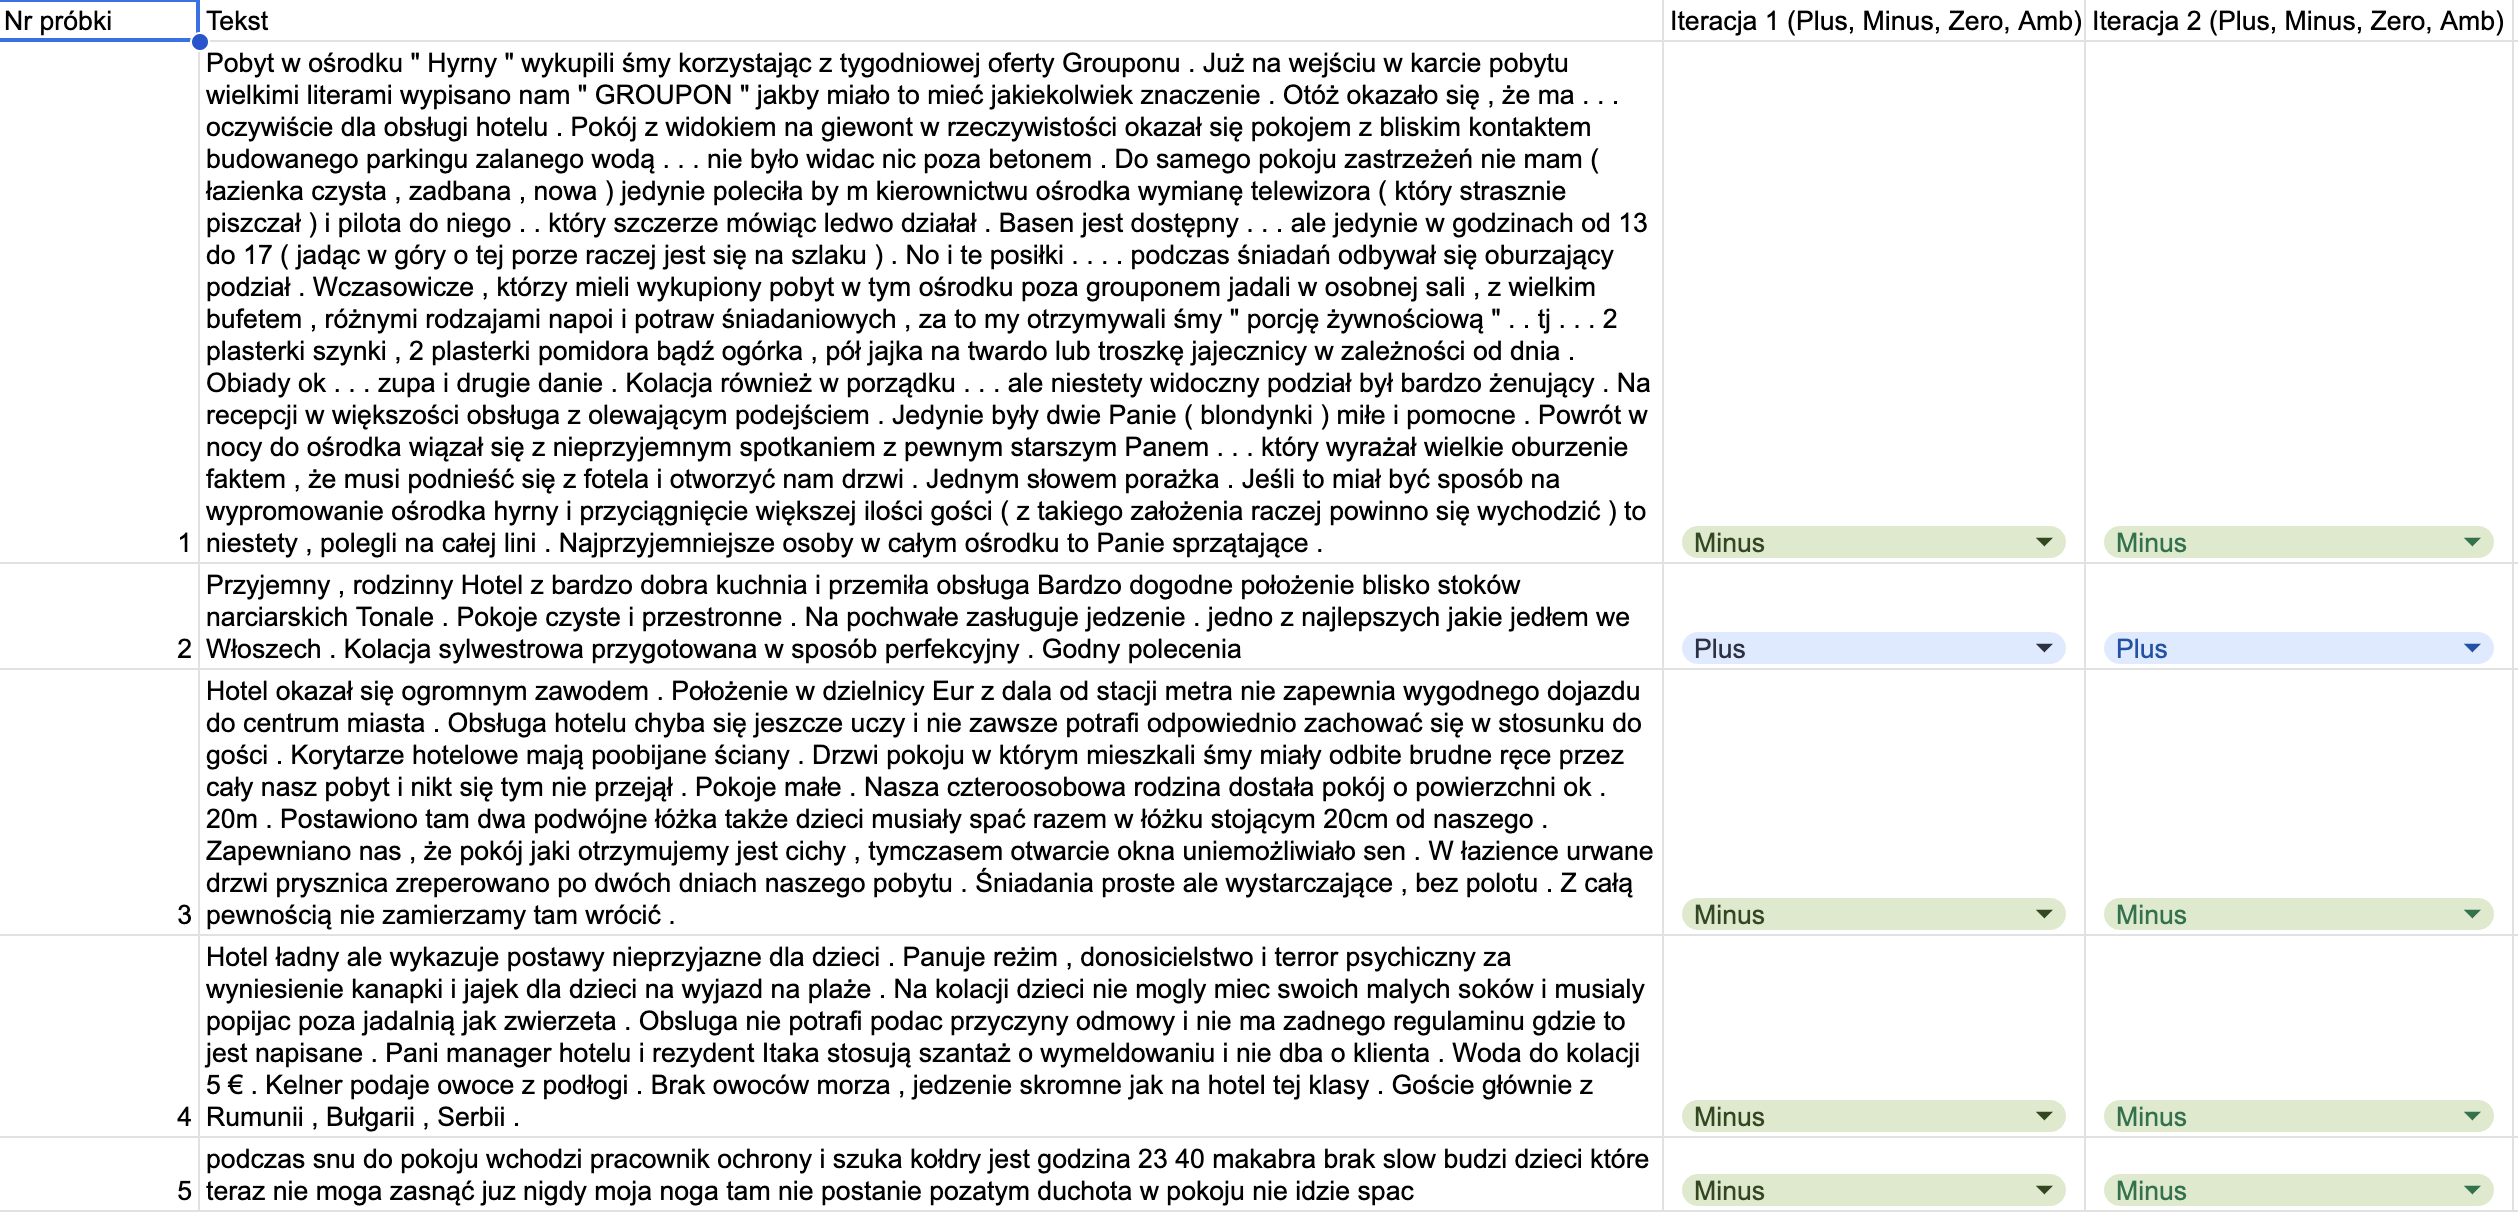 Nr próbki
Tekst
Iteracja 1 (Plus, Minus, Zero, Amb)
Iteracja 2 (Plus, Minus, Zero, Amb)
Pobyt w ośrodku " Hyrny " wykupili śmy korzystając z tygodniowej oferty Grouponu . Już na wejściu w karcie pobytu
wielkimi literami wypisano nam " GROUPON " jakby miało to mieć jakiekolwiek znaczenie . Otóż okazało się , że ma . . .
oczywiście dla obsługi hotelu . Pokój z widokiem na giewont w rzeczywistości okazał się pokojem z bliskim kontaktem
budowanego parkingu zalanego wodą . . . nie było widac nic poza betonem . Do samego pokoju zastrzeżeń nie mam (
łazienka czysta , zadbana , nowa ) jedynie poleciła by m kierownictwu ośrodka wymianę telewizora ( który strasznie
piszczał ) i pilota do niego . . który szczerze mówiąc ledwo działał . Basen jest dostępny . . . ale jedynie w godzinach od 13
do 17 ( jadąc w góry o tej porze raczej jest się na szlaku ) . No i te posiłki . . . . podczas śniadań odbywał się oburzający
podział . Wczasowicze , którzy mieli wykupiony pobyt w tym ośrodku poza grouponem jadali w osobnej sali , z wielkim
bufetem , różnymi rodzajami napoi i potraw śniadaniowych , za to my otrzymywali śmy " porcję żywnościową " . . tj . . . 2
plasterki szynki , 2 plasterki pomidora bądź ogórka , pół jajka na twardo lub troszkę jajecznicy w zależności od dnia .
Obiady ok . . . zupa i drugie danie . Kolacja również w porządku . . . ale niestety widoczny podział był bardzo żenujący . Na
recepcji w większości obsługa z olewającym podejściem . Jedynie były dwie Panie ( blondynki ) miłe i pomocne . Powrót w
nocy do ośrodka wiązał się z nieprzyjemnym spotkaniem z pewnym starszym Panem . . . który wyrażał wielkie oburzenie
faktem , że musi podnieść się z fotela i otworzyć nam drzwi . Jednym słowem porażka . Jeśli to miał być sposób na
wypromowanie ośrodka hyrny i przyciągnięcie większej ilości gości ( z takiego założenia raczej powinno się wychodzić ) to
1 niestety , polegli na całej lini . Najprzyjemniejsze osoby w całym ośrodku to Panie sprzątające .
Minus
Minus
Przyjemny , rodzinny Hotel z bardzo dobra kuchnia i przemiła obsługa Bardzo dogodne położenie blisko stoków
narciarskich Tonale . Pokoje czyste i przestronne . Na pochwałe zasługuje jedzenie . jedno z najlepszych jakie jedłem we
2 Włoszech . Kolacja sylwestrowa przygotowana w sposób perfekcyjny . Godny polecenia
Plus
Plus
Hotel okazał się ogromnym zawodem . Położenie w dzielnicy Eur z dala od stacji metra nie zapewnia wygodnego dojazdu
do centrum miasta . Obsługa hotelu chyba się jeszcze uczy i nie zawsze potrafi odpowiednio zachować się w stosunku do
gości . Korytarze hotelowe mają poobijane ściany . Drzwi pokoju w którym mieszkali śmy miały odbite brudne ręce przez
cały nasz pobyt i nikt się tym nie przejął . Pokoje małe . Nasza czteroosobowa rodzina dostała pokój o powierzchni ok .
20m . Postawiono tam dwa podwójne łóżka także dzieci musiały spać razem w łóżku stojącym 20cm od naszego .
Zapewniano nas , że pokój jaki otrzymujemy jest cichy , tymczasem otwarcie okna uniemożliwiało sen . W łazience urwane
drzwi prysznica zreperowano po dwóch dniach naszego pobytu . Śniadania proste ale wystarczające , bez polotu . Z całą
3 pewnością nie zamierzamy tam wrócić .
Minus
Minus
Hotel ładny ale wykazuje postawy nieprzyjazne dla dzieci . Panuje reżim , donosicielstwo i terror psychiczny za
wyniesienie kanapki i jajek dla dzieci na wyjazd na plaże . Na kolacji dzieci nie mogly miec swoich malych soków i musialy
popijac poza jadalnią jak zwierzeta . Obsluga nie potrafi podac przyczyny odmowy i nie ma zadnego regulaminu gdzie to
jest napisane . Pani manager hotelu i rezydent Itaka stosują szantaż o wymeldowaniu i nie dba o klienta . Woda do kolacji
5 € . Kelner podaje owoce z podłogi . Brak owoców morza , jedzenie skromne jak na hotel tej klasy . Goście głównie z
4 Rumunii , Bułgarii , Serbii .
Minus
Minus
podczas snu do pokoju wchodzi pracownik ochrony i szuka kołdry jest godzina 23 40 makabra brak slow budzi dzieci które
5 teraz nie moga zasnąć juz nigdy moja noga tam nie postanie pozatym duchota w pokoju nie idzie spac
Minus
Minus